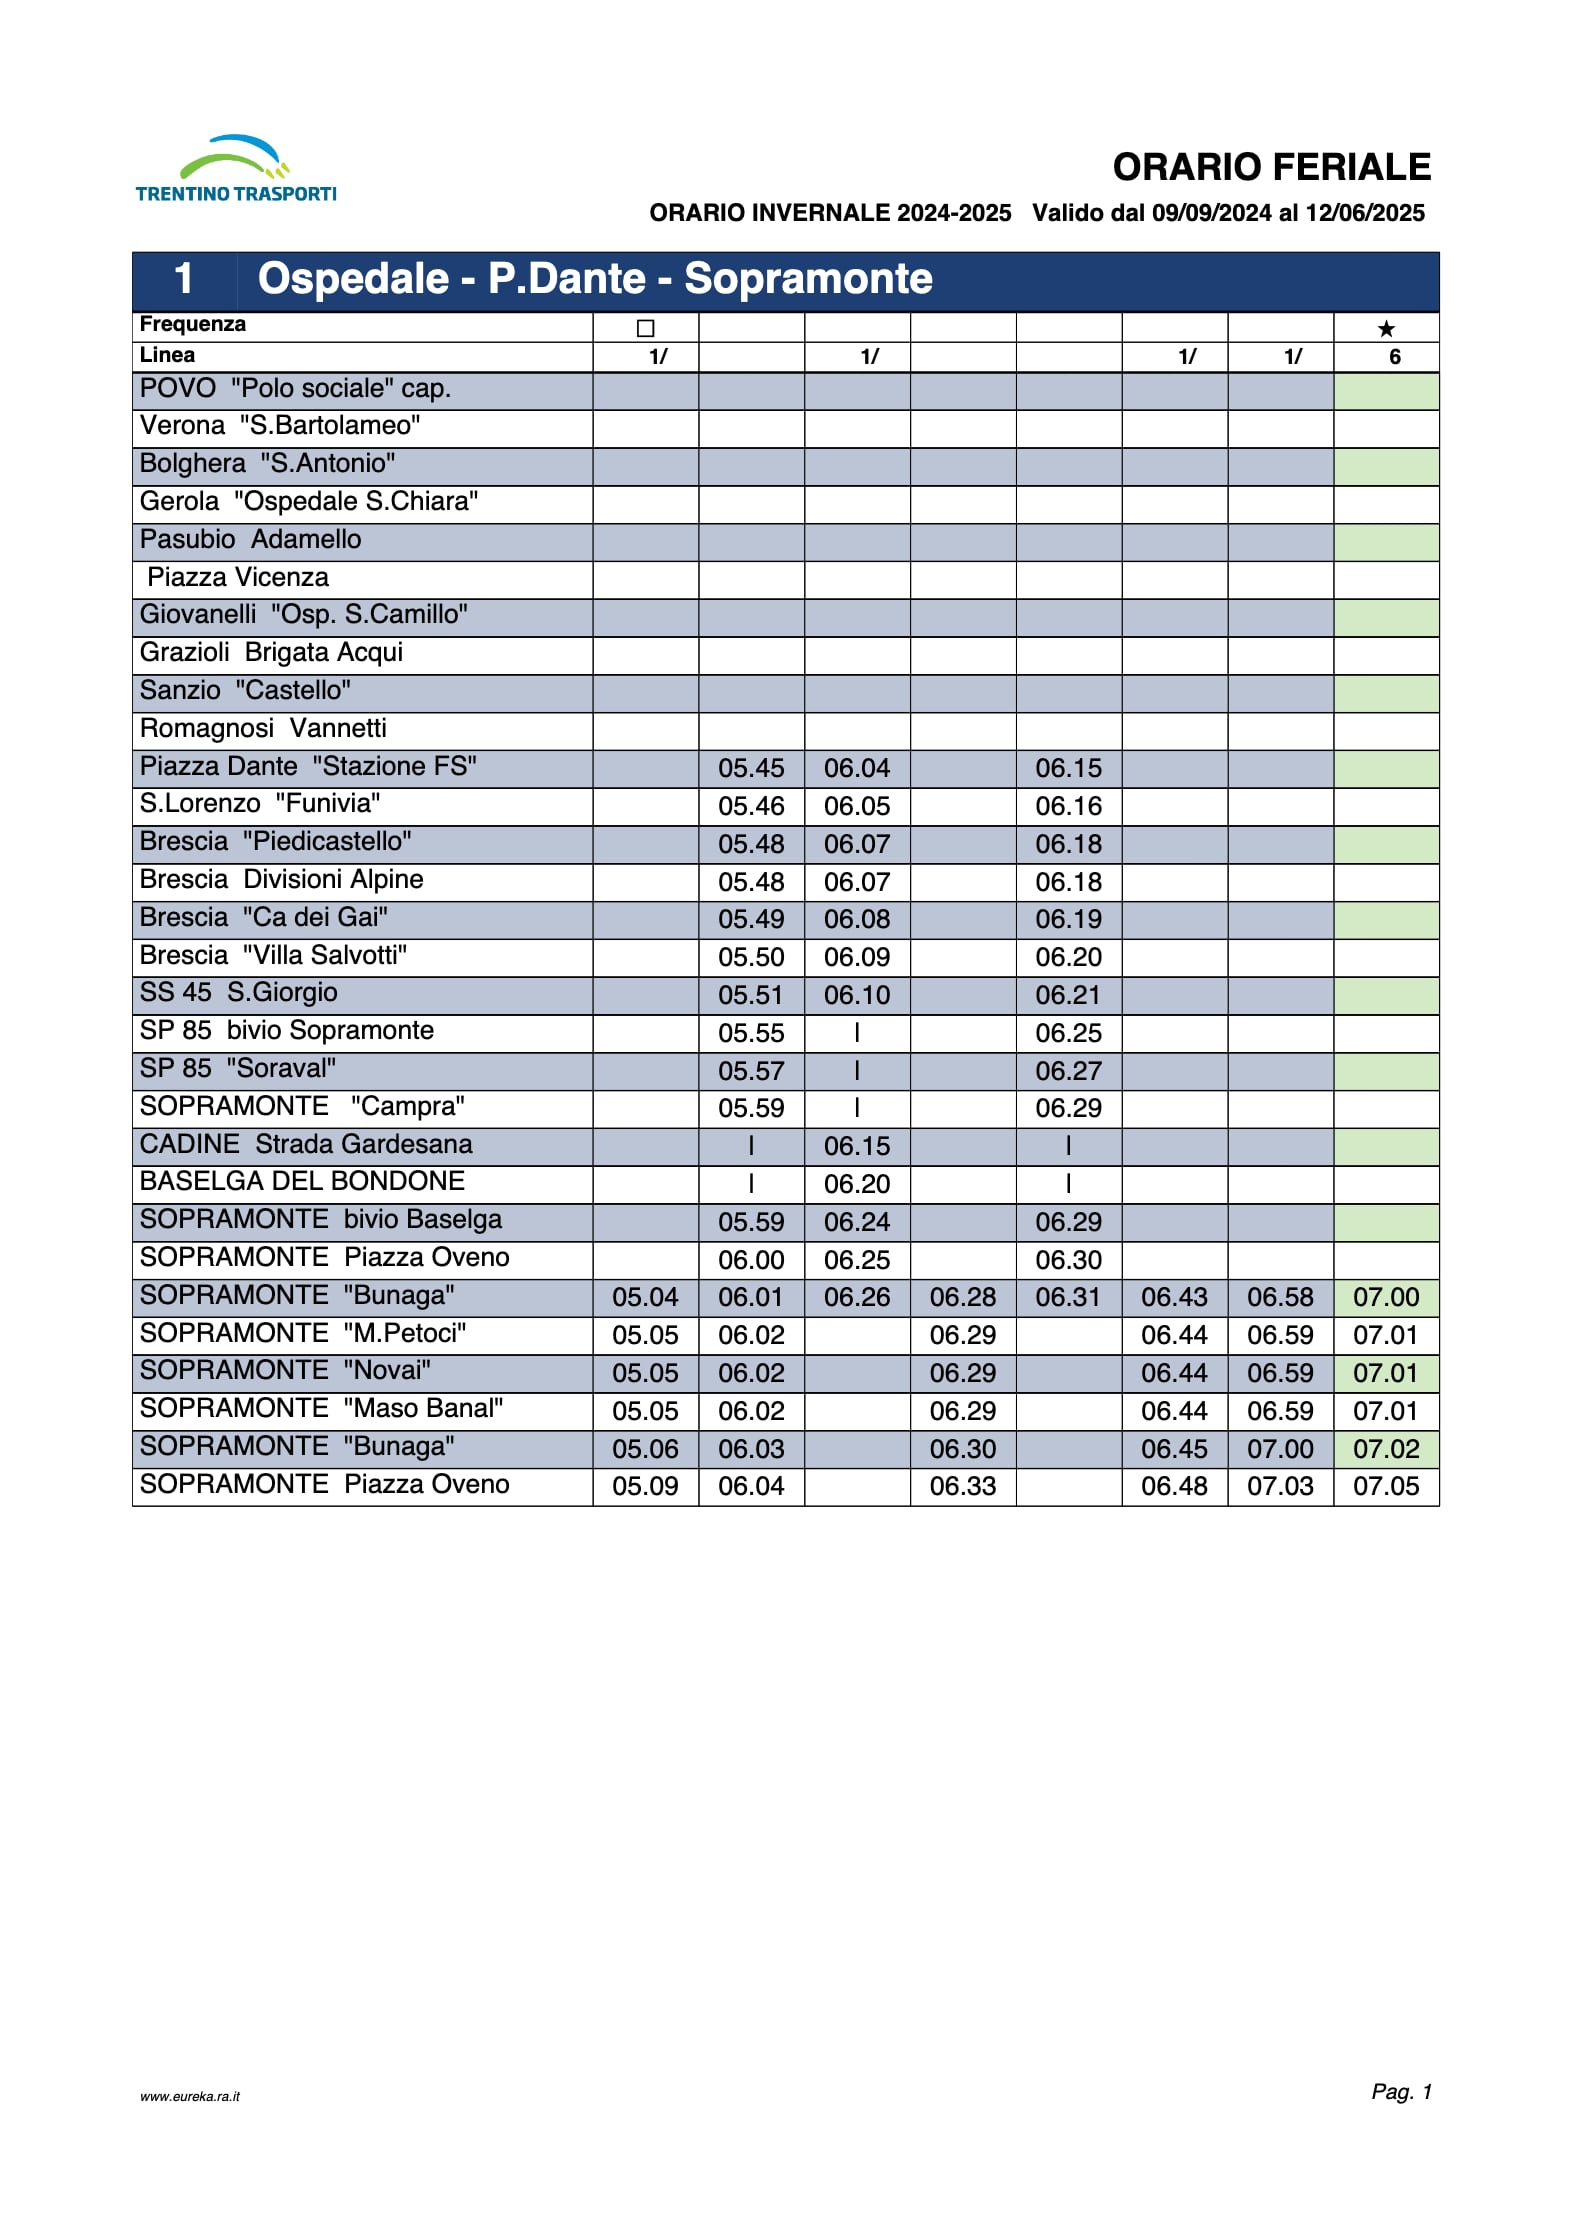 TRENTINO TRASPORTI
ORARIO FERIALE
ORARIO INVERNALE 2024-2025 Valido dal 09/09/2024 al 12/06/2025
1 Ospedale - P.Dante - Sopramonte
Frequenza □ ★
Linea 1/ 1/ 1/ 1/ 6
POVO "Polo sociale" cap.
Verona "S.Bartolameo"
Bolghera "S.Antonio"
Gerola "Ospedale S.Chiara"
Pasubio Adamello
Piazza Vicenza
Giovanelli "Osp. S.Camillo"
Grazioli Brigata Acqui
Sanzio "Castello"
Romagnosi Vannetti
Piazza Dante "Stazione FS" 05.45 06.04 06.15
S.Lorenzo "Funivia" 05.46 06.05 06.16
Brescia "Piedicastello" 05.48 06.07 06.18
Brescia Divisioni Alpine 05.48 06.07 06.18
Brescia "Ca dei Gai" 05.49 06.08 06.19
Brescia "Villa Salvotti" 05.50 06.09 06.20
SS 45 S.Giorgio 05.51 06.10 06.21
SP 85 bivio Sopramonte 05.55 | 06.25
SP 85 "Soraval" 05.57 | 06.27
SOPRAMONTE "Campra" 05.59 | 06.29
CADINE Strada Gardesana | 06.15 |
BASELGA DEL BONDONE | 06.20 |
SOPRAMONTE bivio Baselga 05.59 06.24 06.29
SOPRAMONTE Piazza Oveno 06.00 06.25 06.30
SOPRAMONTE "Bunaga" 05.04 06.01 06.26 06.28 06.31 06.43 06.58 07.00
SOPRAMONTE "M.Petoci" 05.05 06.02 06.29 06.44 06.59 07.01
SOPRAMONTE "Novai" 05.05 06.02 06.29 06.44 06.59 07.01
SOPRAMONTE "Maso Banal" 05.05 06.02 06.29 06.44 06.59 07.01
SOPRAMONTE "Bunaga" 05.06 06.03 06.30 06.45 07.00 07.02
SOPRAMONTE Piazza Oveno 05.09 06.04 06.33 06.48 07.03 07.05
www.eureka.ra.it
Pag. 1